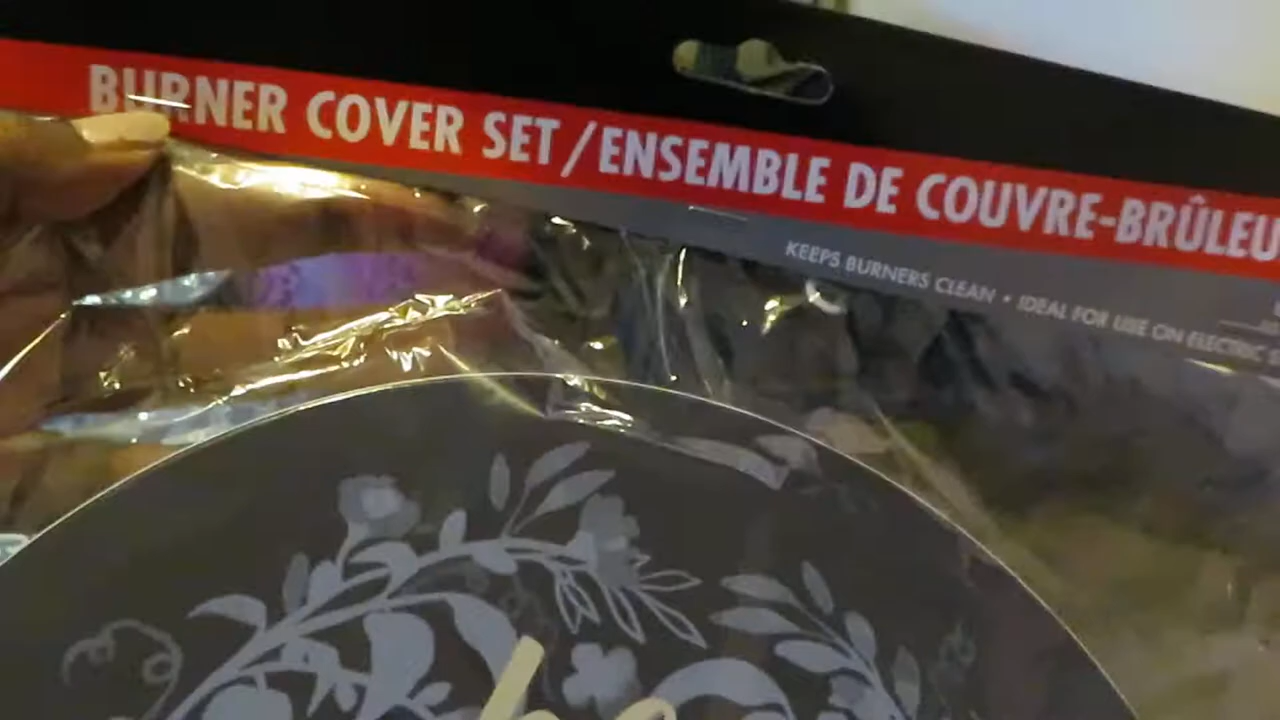 BURNER COVER SET / ENSEMBLE DE COUVRE-BRÛLEU
KEEPS BURNERS CLEAN • IDEAL FOR USE ON ELECTRIC S